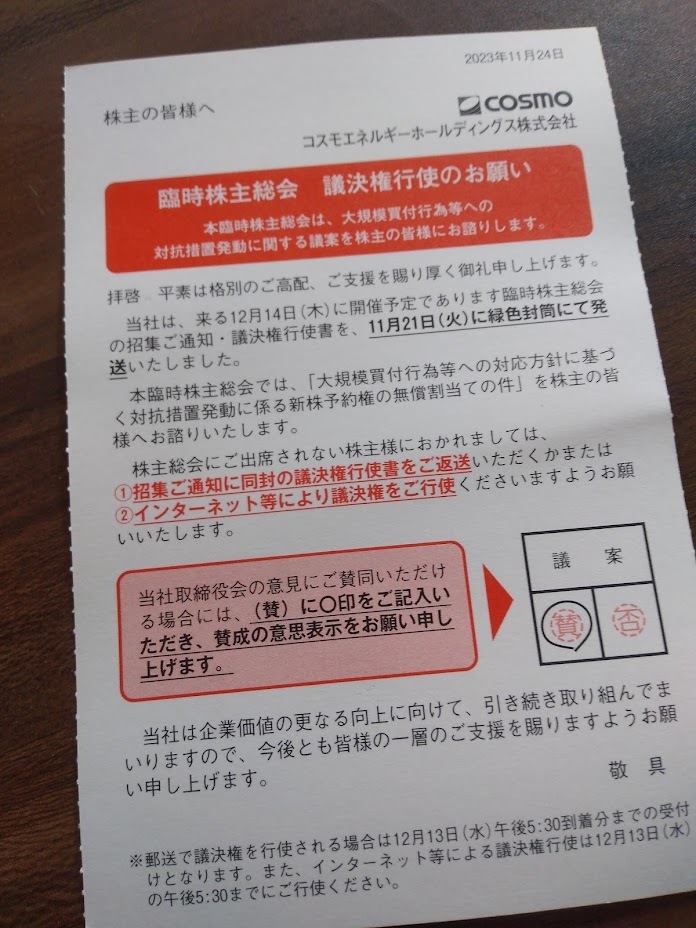 2023年11月24日
株主の皆様へ
COSMO
コスモエネルギーホールディングス株式会社
臨時株主総会　議決権行使のお願い
本臨時株主総会は、大規模買付行為等への
対抗措置発動に関する議案を株主の皆様にお諮りします。
拝啓　平素は格別のご高配、ご支援を賜り厚く御礼申し上げます。
当社は、来る12月14日(木)に開催予定であります臨時株主総会
の招集ご通知・議決権行使書を、11月21日(火)に緑色封筒にて発
送いたしました。
本臨時株主総会では、「大規模買付行為等への対応方針に基づ
く対抗措置発動に係る新株予約権の無償割当ての件」を株主の皆
様へお諮りいたします。
株主総会にご出席されない株主様におかれましては、
①招集ご通知に同封の議決権行使書をご返送いただくかまたは
②インターネット等により議決権をご行使くださいますようお願
いいたします。
当社取締役会の意見にご賛同いただけ
る場合には、（賛）に〇印をご記入い
ただき、賛成の意思表示をお願い申し
上げます。
議　案
賛　否
当社は企業価値の更なる向上に向けて、引き続き取り組んでま
いりますので、今後とも皆様の一層のご支援を賜りますようお願
い申し上げます。
敬　具
※郵送で議決権を行使される場合は12月13日(水)午後5:30到着分までの受付
けとなります。また、インターネット等による議決権行使は12月13日(水)
の午後5:30までにご行使ください。